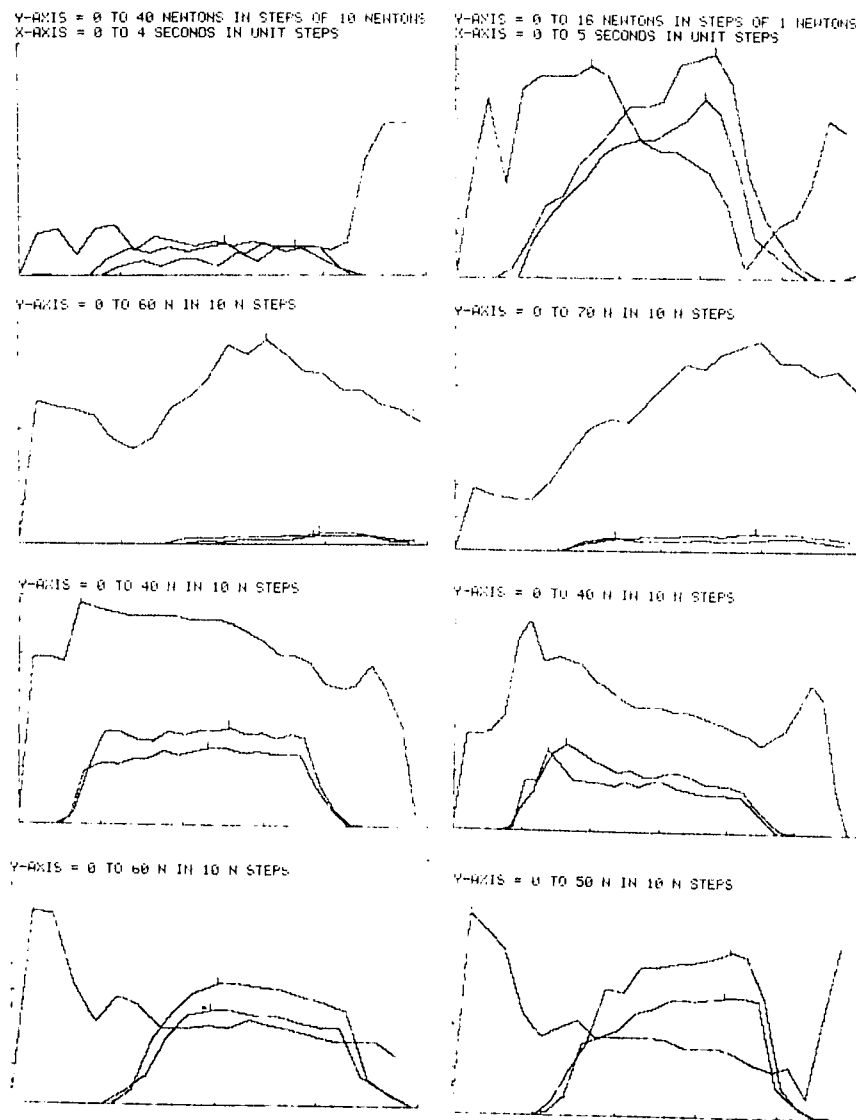 Y-AXIS = 0 TO 40 NEWTONS IN STEPS OF 10 NEWTONS
X-AXIS = 0 TO 4 SECONDS IN UNIT STEPS
Y-AXIS = 0 TO 16 NEWTONS IN STEPS OF 1 NEWTONS
X-AXIS = 0 TO 5 SECONDS IN UNIT STEPS
Y-AXIS = 0 TO 60 N IN 10 N STEPS
Y-AXIS = 0 TO 70 N IN 10 N STEPS
Y-AXIS = 0 TO 40 N IN 10 N STEPS
Y-AXIS = 0 TO 40 N IN 10 N STEPS
Y-AXIS = 0 TO 60 N IN 10 N STEPS
Y-AXIS = 0 TO 50 N IN 10 N STEPS